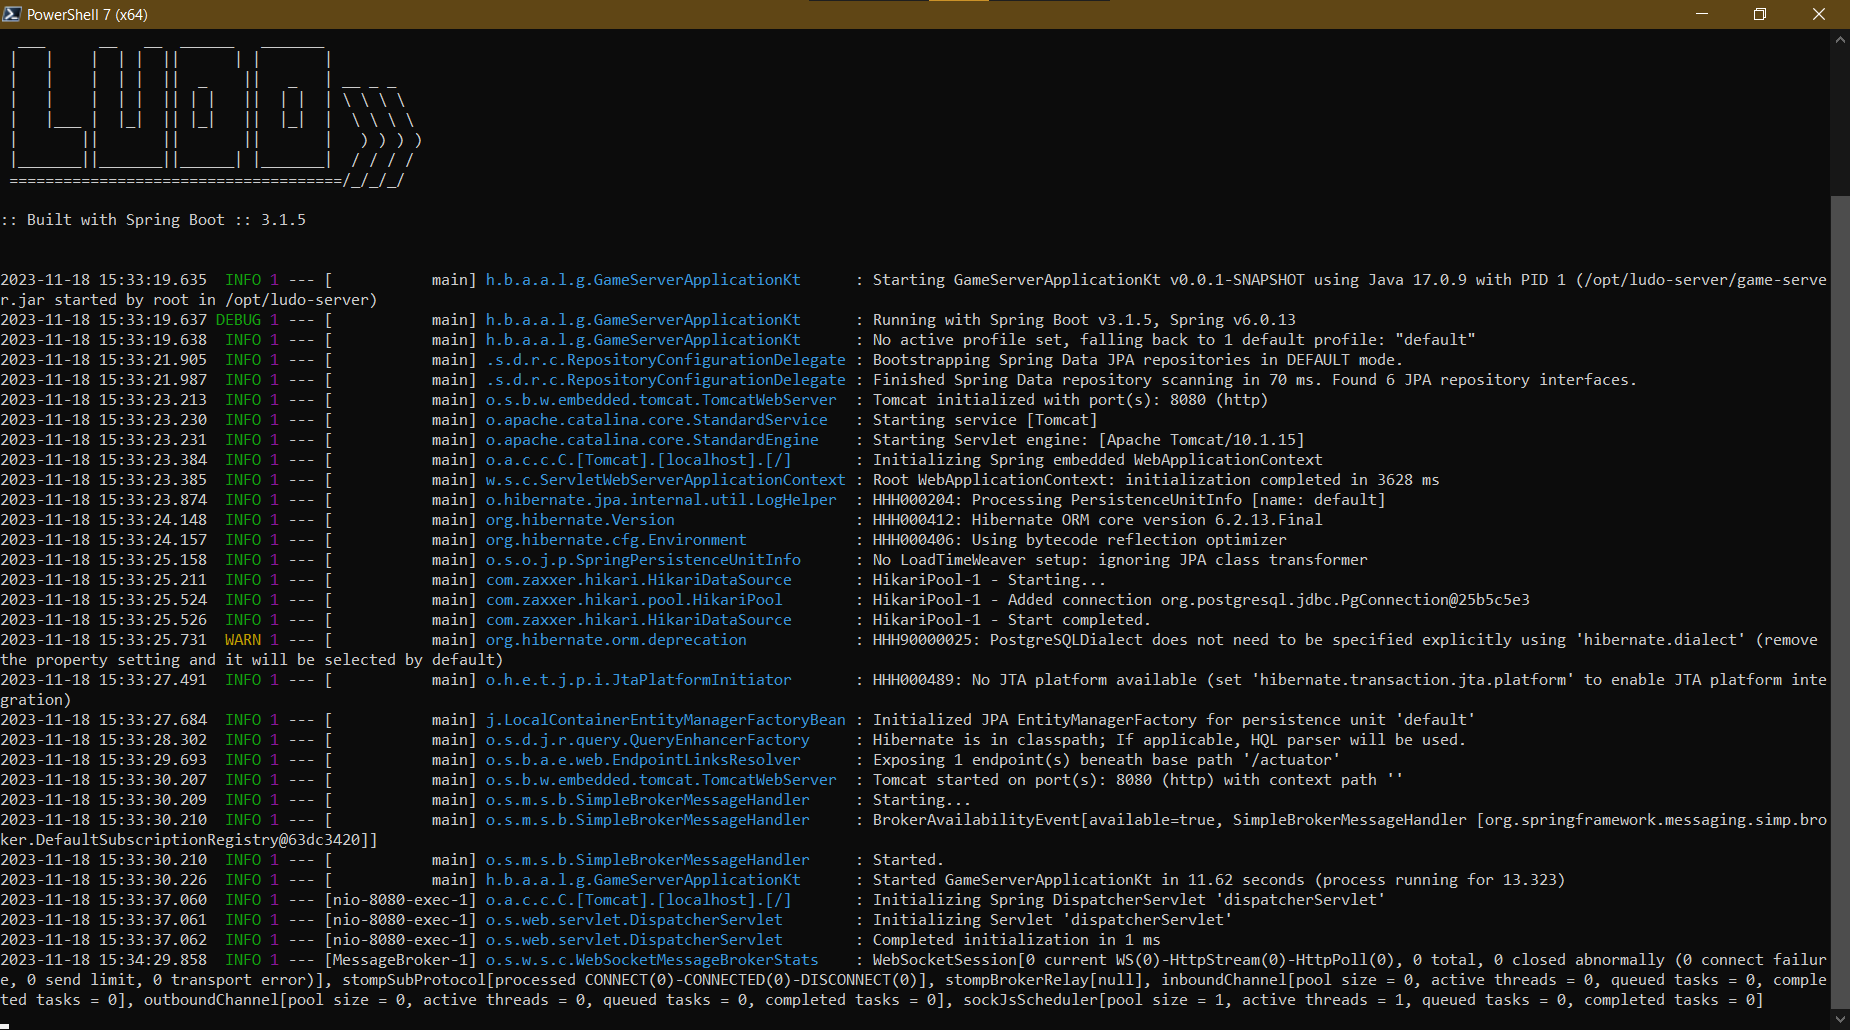 PowerShell 7 (x64)
LUDO
:: Built with Spring Boot :: 3.1.5
2023-11-18 15:33:19.635  INFO 1 --- [           main] h.b.a.a.l.g.GameServerApplicationKt      : Starting GameServerApplicationKt v0.0.1-SNAPSHOT using Java 17.0.9 with PID 1 (/opt/ludo-server/game-serve
r.jar started by root in /opt/ludo-server)
2023-11-18 15:33:19.637 DEBUG 1 --- [           main] h.b.a.a.l.g.GameServerApplicationKt      : Running with Spring Boot v3.1.5, Spring v6.0.13
2023-11-18 15:33:19.638  INFO 1 --- [           main] h.b.a.a.l.g.GameServerApplicationKt      : No active profile set, falling back to 1 default profile: "default"
2023-11-18 15:33:21.905  INFO 1 --- [           main] .s.d.r.c.RepositoryConfigurationDelegate : Bootstrapping Spring Data JPA repositories in DEFAULT mode.
2023-11-18 15:33:21.987  INFO 1 --- [           main] .s.d.r.c.RepositoryConfigurationDelegate : Finished Spring Data repository scanning in 70 ms. Found 6 JPA repository interfaces.
2023-11-18 15:33:23.213  INFO 1 --- [           main] o.s.b.w.embedded.tomcat.TomcatWebServer  : Tomcat initialized with port(s): 8080 (http)
2023-11-18 15:33:23.230  INFO 1 --- [           main] o.apache.catalina.core.StandardService   : Starting service [Tomcat]
2023-11-18 15:33:23.231  INFO 1 --- [           main] o.apache.catalina.core.StandardEngine    : Starting Servlet engine: [Apache Tomcat/10.1.15]
2023-11-18 15:33:23.384  INFO 1 --- [           main] o.a.c.c.C.[Tomcat].[localhost].[/]       : Initializing Spring embedded WebApplicationContext
2023-11-18 15:33:23.385  INFO 1 --- [           main] w.s.c.ServletWebServerApplicationContext : Root WebApplicationContext: initialization completed in 3628 ms
2023-11-18 15:33:23.874  INFO 1 --- [           main] o.hibernate.jpa.internal.util.LogHelper  : HHH000204: Processing PersistenceUnitInfo [name: default]
2023-11-18 15:33:24.148  INFO 1 --- [           main] org.hibernate.Version                    : HHH000412: Hibernate ORM core version 6.2.13.Final
2023-11-18 15:33:24.157  INFO 1 --- [           main] org.hibernate.cfg.Environment            : HHH000406: Using bytecode reflection optimizer
2023-11-18 15:33:25.158  INFO 1 --- [           main] o.s.o.j.p.SpringPersistenceUnitInfo      : No LoadTimeWeaver setup: ignoring JPA class transformer
2023-11-18 15:33:25.211  INFO 1 --- [           main] com.zaxxer.hikari.HikariDataSource       : HikariPool-1 - Starting...
2023-11-18 15:33:25.524  INFO 1 --- [           main] com.zaxxer.hikari.pool.HikariPool        : HikariPool-1 - Added connection org.postgresql.jdbc.PgConnection@25b5c5e3
2023-11-18 15:33:25.526  INFO 1 --- [           main] com.zaxxer.hikari.HikariDataSource       : HikariPool-1 - Start completed.
2023-11-18 15:33:25.731  WARN 1 --- [           main] org.hibernate.orm.deprecation            : HHH90000025: PostgreSQLDialect does not need to be specified explicitly using 'hibernate.dialect' (remove
the property setting and it will be selected by default)
2023-11-18 15:33:27.491  INFO 1 --- [           main] o.h.e.t.j.p.i.JtaPlatformInitiator       : HHH000489: No JTA platform available (set 'hibernate.transaction.jta.platform' to enable JTA platform inte
gration)
2023-11-18 15:33:27.684  INFO 1 --- [           main] j.LocalContainerEntityManagerFactoryBean : Initialized JPA EntityManagerFactory for persistence unit 'default'
2023-11-18 15:33:28.302  INFO 1 --- [           main] o.s.d.j.r.query.QueryEnhancerFactory     : Hibernate is in classpath; If applicable, HQL parser will be used.
2023-11-18 15:33:29.693  INFO 1 --- [           main] o.s.b.a.e.web.EndpointLinksResolver      : Exposing 1 endpoint(s) beneath base path '/actuator'
2023-11-18 15:33:30.207  INFO 1 --- [           main] o.s.b.w.embedded.tomcat.TomcatWebServer  : Tomcat started on port(s): 8080 (http) with context path ''
2023-11-18 15:33:30.209  INFO 1 --- [           main] o.s.m.s.b.SimpleBrokerMessageHandler     : Starting...
2023-11-18 15:33:30.210  INFO 1 --- [           main] o.s.m.s.b.SimpleBrokerMessageHandler     : BrokerAvailabilityEvent[available=true, SimpleBrokerMessageHandler [org.springframework.messaging.simp.bro
ker.DefaultSubscriptionRegistry@63dc3420]]
2023-11-18 15:33:30.210  INFO 1 --- [           main] o.s.m.s.b.SimpleBrokerMessageHandler     : Started.
2023-11-18 15:33:30.226  INFO 1 --- [           main] h.b.a.a.l.g.GameServerApplicationKt      : Started GameServerApplicationKt in 11.62 seconds (process running for 13.323)
2023-11-18 15:33:37.060  INFO 1 --- [nio-8080-exec-1] o.a.c.c.C.[Tomcat].[localhost].[/]       : Initializing Spring DispatcherServlet 'dispatcherServlet'
2023-11-18 15:33:37.061  INFO 1 --- [nio-8080-exec-1] o.s.web.servlet.DispatcherServlet        : Initializing Servlet 'dispatcherServlet'
2023-11-18 15:33:37.062  INFO 1 --- [nio-8080-exec-1] o.s.web.servlet.DispatcherServlet        : Completed initialization in 1 ms
2023-11-18 15:34:29.858  INFO 1 --- [MessageBroker-1] o.s.w.s.c.WebSocketMessageBrokerStats    : WebSocketSession[0 current WS(0)-HttpStream(0)-HttpPoll(0), 0 total, 0 closed abnormally (0 connect failur
e, 0 send limit, 0 transport error)], stompSubProtocol[processed CONNECT(0)-CONNECTED(0)-DISCONNECT(0)], stompBrokerRelay[null], inboundChannel[pool size = 0, active threads = 0, queued tasks = 0, comple
ted tasks = 0], outboundChannel[pool size = 0, active threads = 0, queued tasks = 0, completed tasks = 0], sockJsScheduler[pool size = 1, active threads = 1, queued tasks = 0, completed tasks = 0]